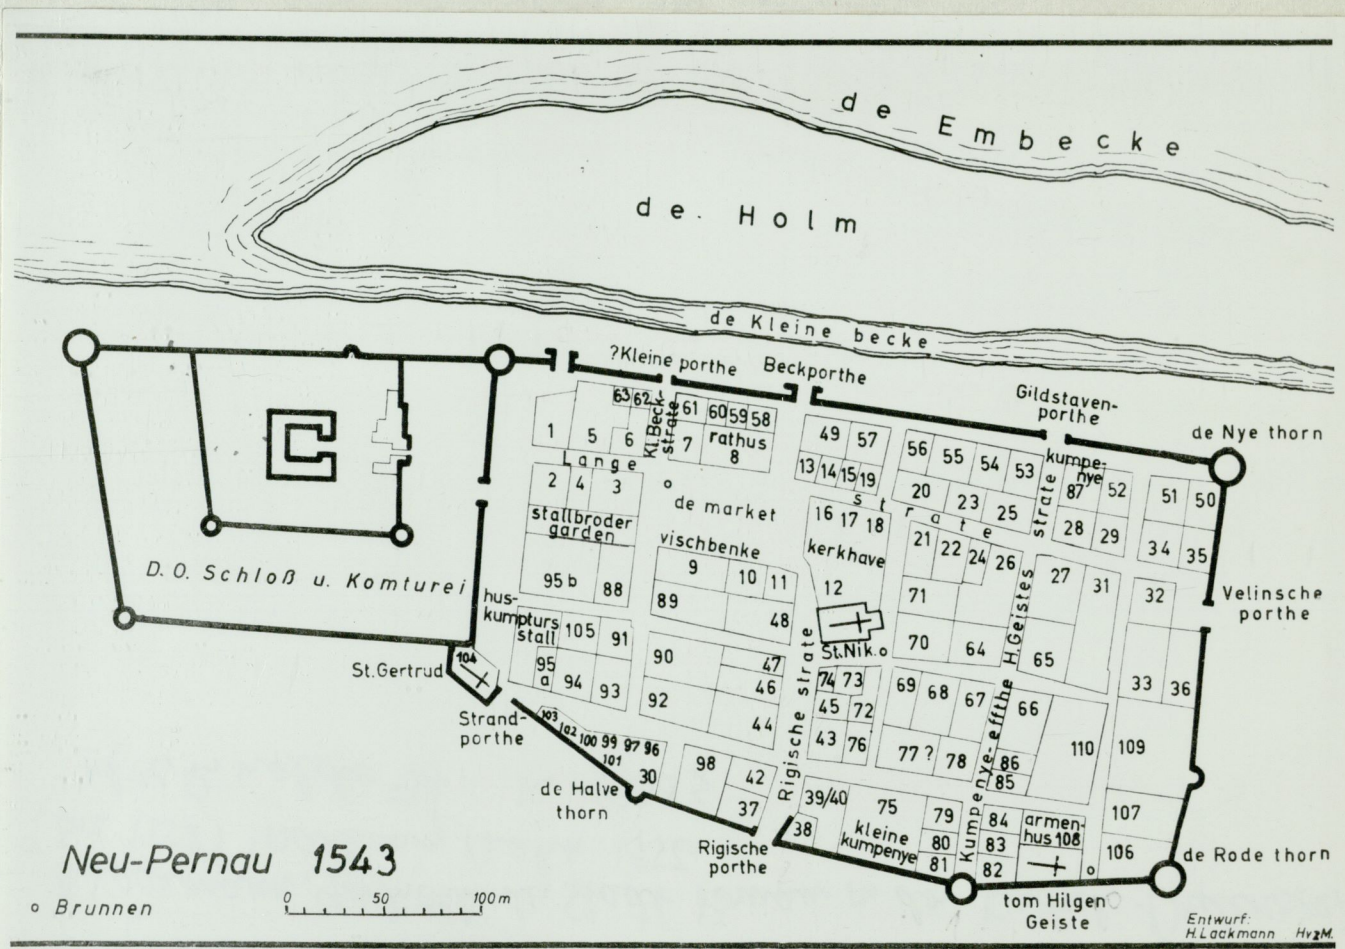 de Embecke
de. Holm
de Kleine becke
?Kleine porthe
Beckporthe
Gildstaven-
porthe
de Nye thorn
63 62
Kl. Beck-
strate
61 60 59 58
1 5 6
7 rathus
8
49 57
13 14 15 19
56 55 54 53
kumpe-
nye
87 52
51 50
Lange
strate
2 4 3
stallbroder
garden
de market
16 17 18
kerkhave
12
20 23 25
28 29
34 35
21 22 24 26
vischbenke
9 10 11
95b 88
89 48
27 31
32
Velinsche
porthe
D.O. Schloß u. Komturei
hus-
kumpturs
stall
105 91
St.Nik.
71
70 64
65
33 36
St.Gertrud
104
95
a
94 93
90 47
46
92 44
74 73
45 72
43 76
69 68 67
77? 78
66
86
85
110 109
Strand-
porthe
103 102 100 99 97 96
101
30
98 42
37
Rigische strate
Kumpenye-effthe H.Geistes
strate
de Halve
thorn
39/40
38
75
kleine
kumpenye
79
80
81
84
83
82
armen-
hus 108
107
106
Rigische
porthe
de Rode thorn
tom Hilgen
Geiste
Neu-Pernau 1543
Brunnen
0 50 100 m
Entwurf:
H.Laakmann HvzM.